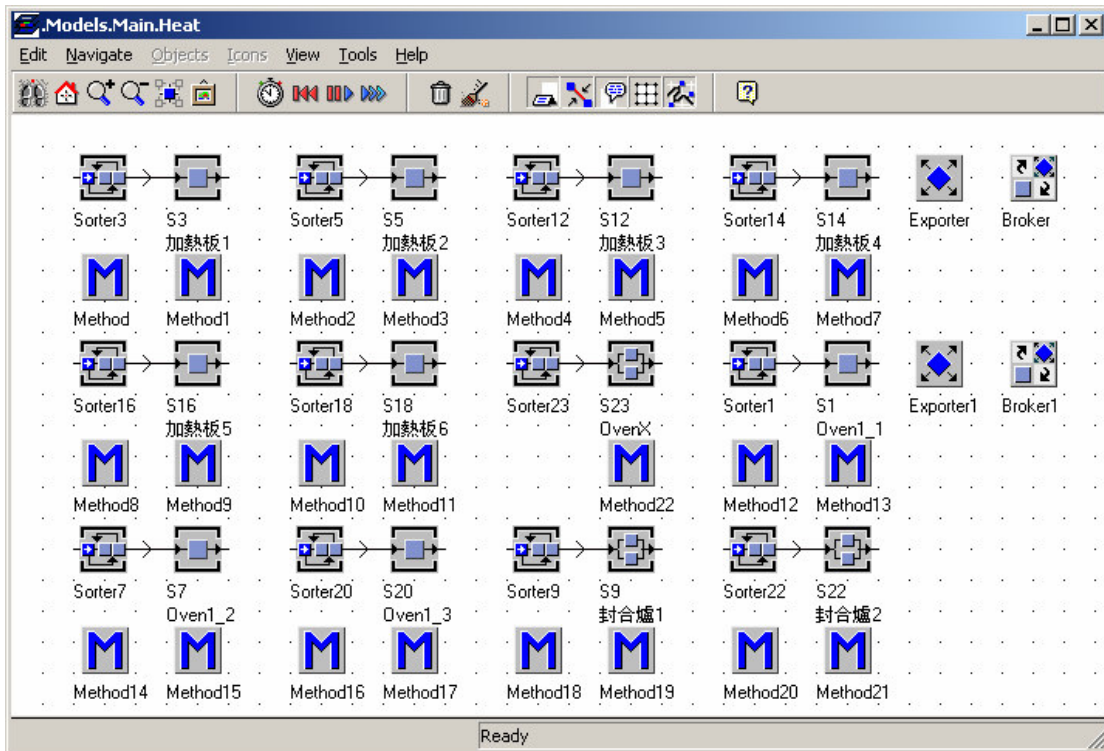 .Models.Main.Heat
Edit Navigate Objects Icons View Tools Help
Sorter3 S3 Sorter5 S5 Sorter12 S12 Sorter14 S14 Exporter Broker
加熱板1 加熱板2 加熱板3 加熱板4
Method Method1 Method2 Method3 Method4 Method5 Method6 Method7
Sorter16 S16 Sorter18 S18 Sorter23 S23 Sorter1 S1 Exporter1 Broker1
加熱板5 加熱板6 OvenX Oven1_1
Method8 Method9 Method10 Method11 Method22 Method12 Method13
Sorter7 S7 Sorter20 S20 Sorter9 S9 Sorter22 S22
Oven1_2 Oven1_3 封合爐1 封合爐2
Method14 Method15 Method16 Method17 Method18 Method19 Method20 Method21
Ready